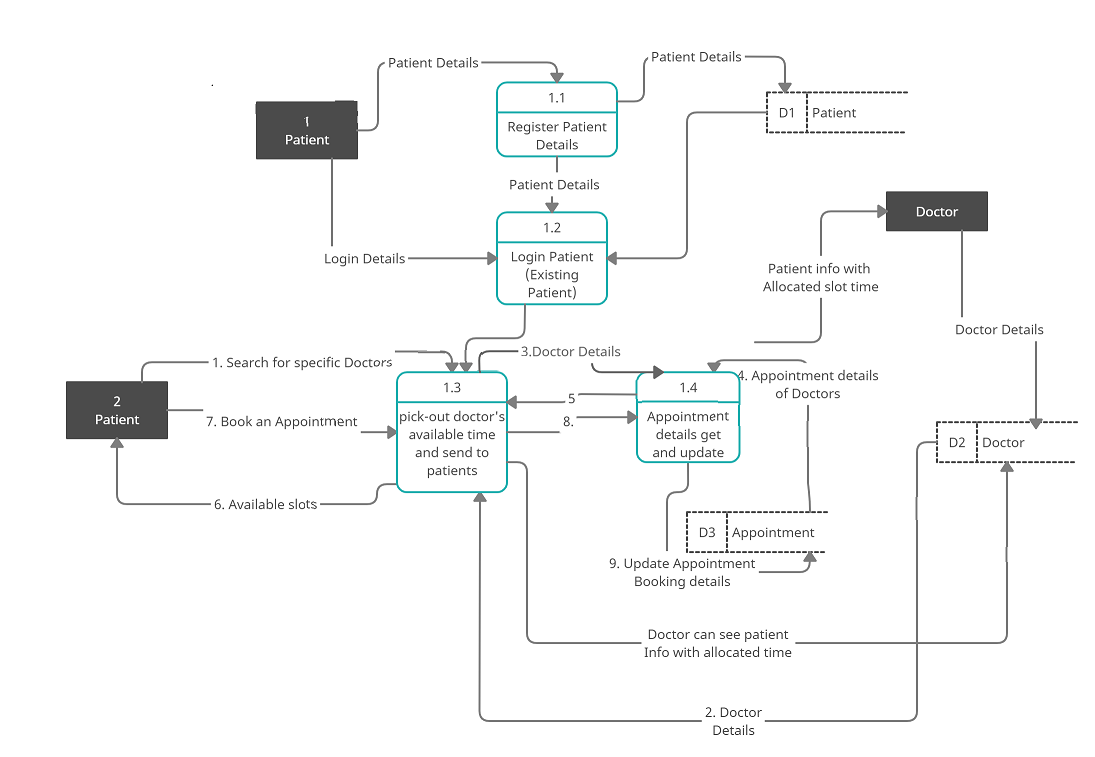 Patient Details
Patient Details
1.1
1
Patient
Register Patient
Details
D1
Patient
Patient Details
Doctor
1.2
Login Details
Login Patient
(Existing
Patient)
Patient info with
Allocated slot time
Doctor Details
1. Search for specific Doctors
3.Doctor Details
1.3
1.4
4. Appointment details
of Doctors
2
Patient
5
7. Book an Appointment
8.
pick-out doctor's
available time
and send to
patients
Appointment
details get
and update
D2
Doctor
6. Available slots
D3
Appointment
9. Update Appointment
Booking details
Doctor can see patient
Info with allocated time
2. Doctor
Details